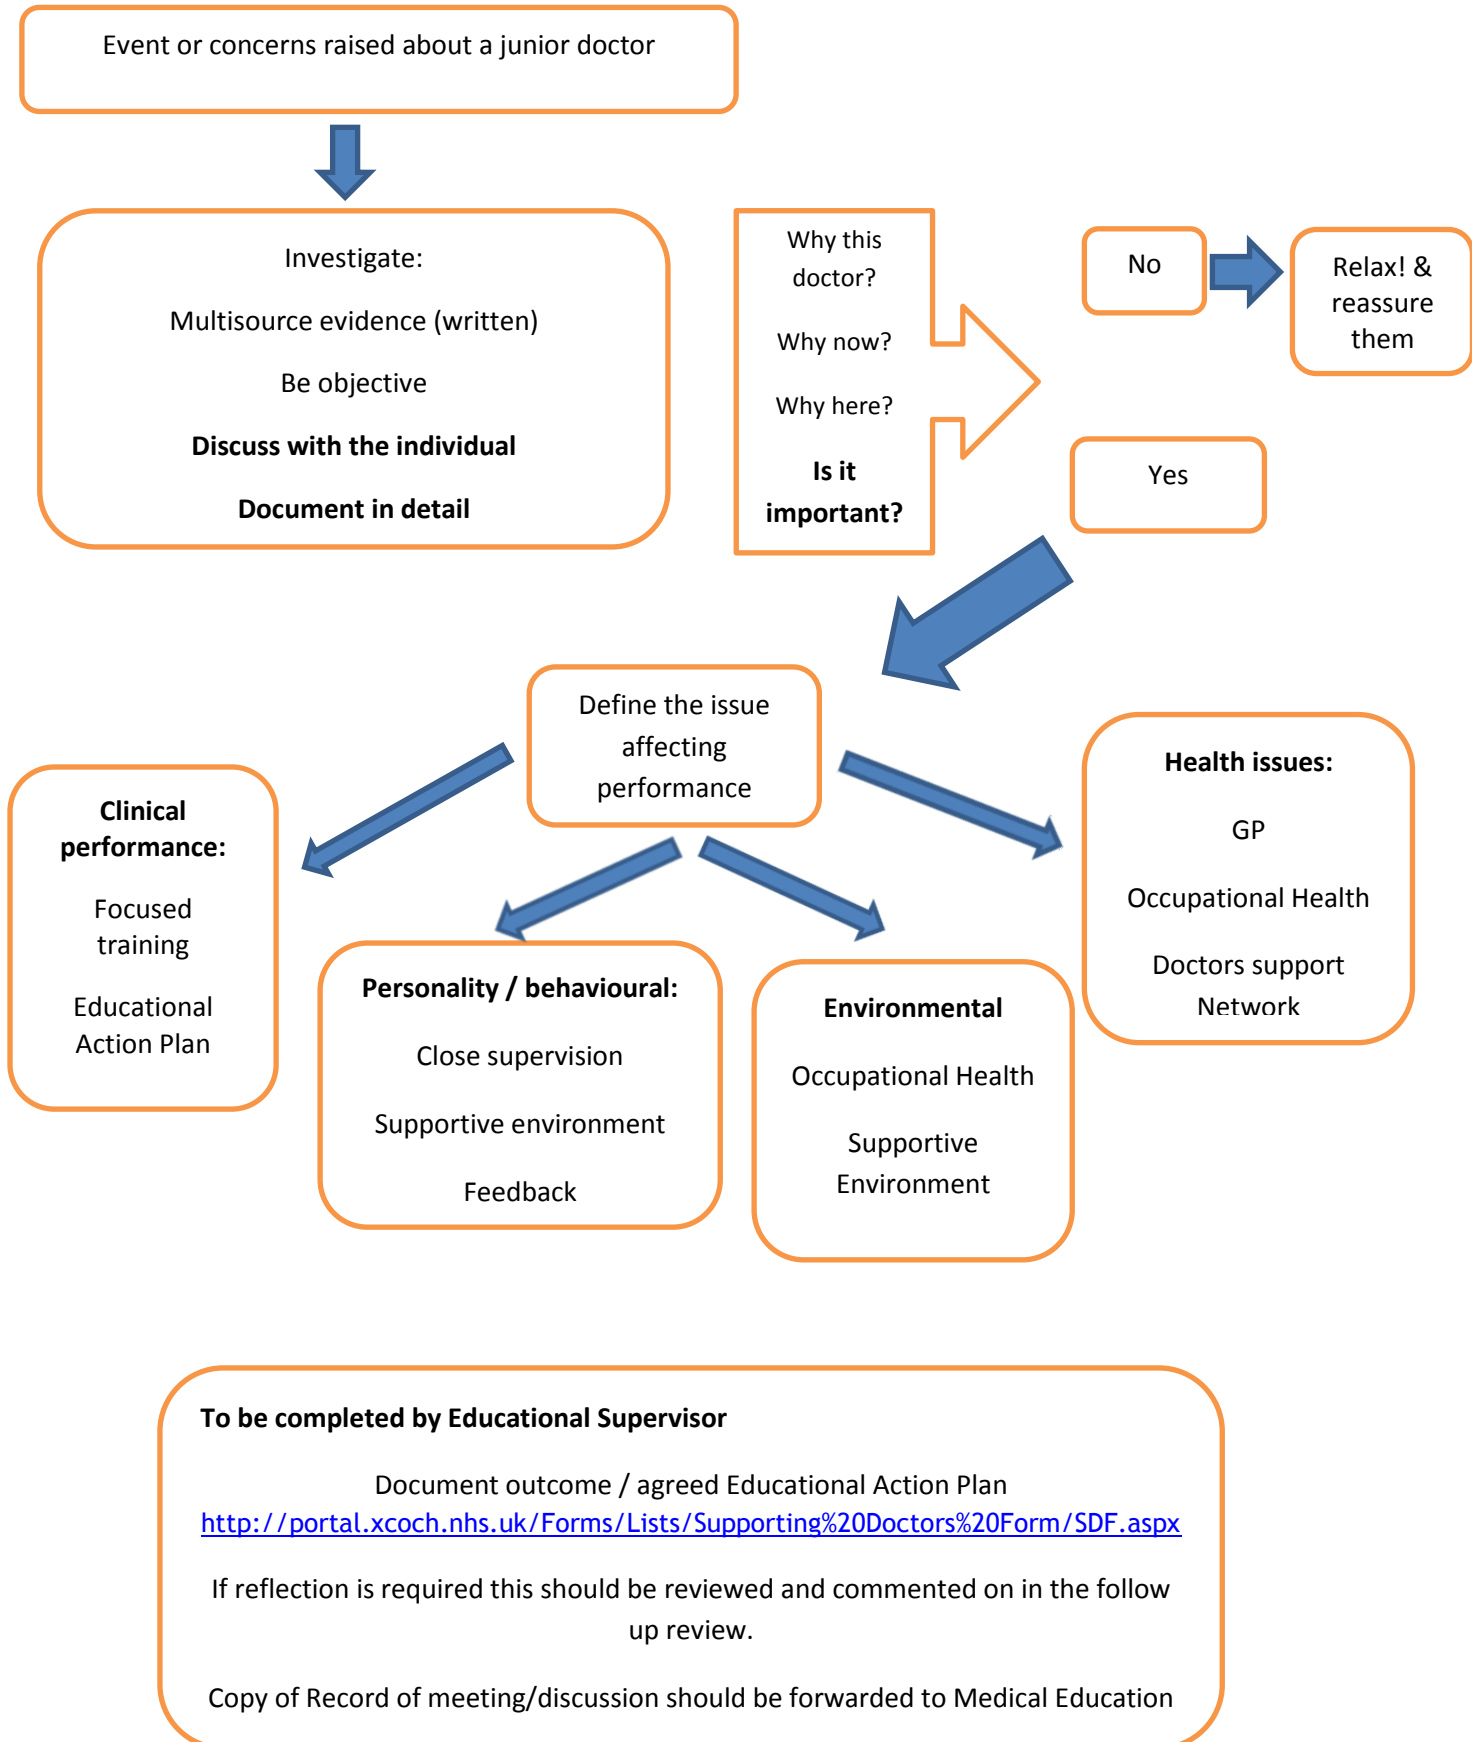 Event or concerns raised about a junior doctor
Investigate:
Multisource evidence (written)
Be objective
Discuss with the individual
Document in detail
Why this
doctor?
Why now?
Why here?
Is it
important?
No
Relax! &
reassure
them
Yes
Define the issue
affecting
performance
Clinical
performance:
Focused
training
Educational
Action Plan
Personality / behavioural:
Close supervision
Supportive environment
Feedback
Environmental
Occupational Health
Supportive
Environment
Health issues:
GP
Occupational Health
Doctors support
Network
To be completed by Educational Supervisor
Document outcome / agreed Educational Action Plan
http://portal.xcoch.nhs.uk/Forms/Lists/Supporting%20Doctors%20Form/SDF.aspx
If reflection is required this should be reviewed and commented on in the follow
up review.
Copy of Record of meeting/discussion should be forwarded to Medical Education